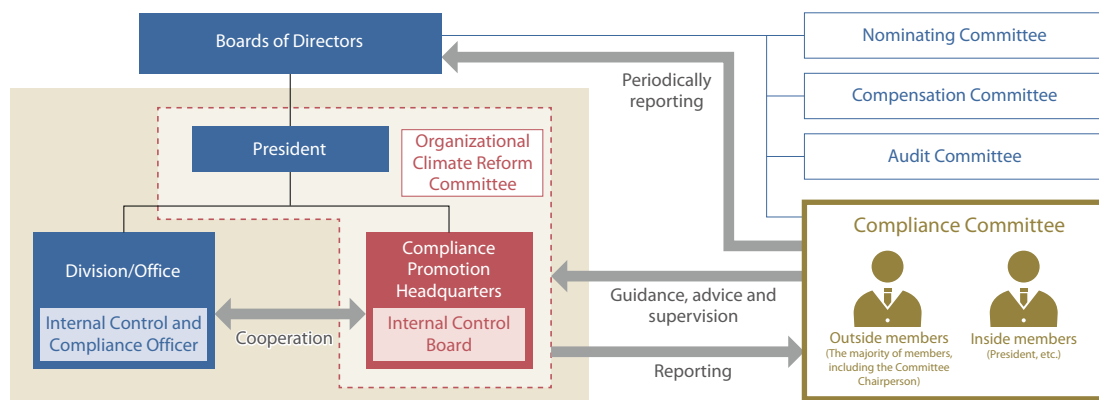 Boards of Directors
Nominating Committee
Periodically
reporting
Compensation Committee
President
Organizational
Climate Reform
Committee
Audit Committee
Compliance Committee
Division/Office
Compliance
Promotion
Headquarters
Guidance, advice and
supervision
Internal Control and
Compliance Officer
Cooperation
Internal Control
Board
Reporting
Outside members
(The majority of members,
including the Committee
Chairperson)
Inside members
(President, etc.)